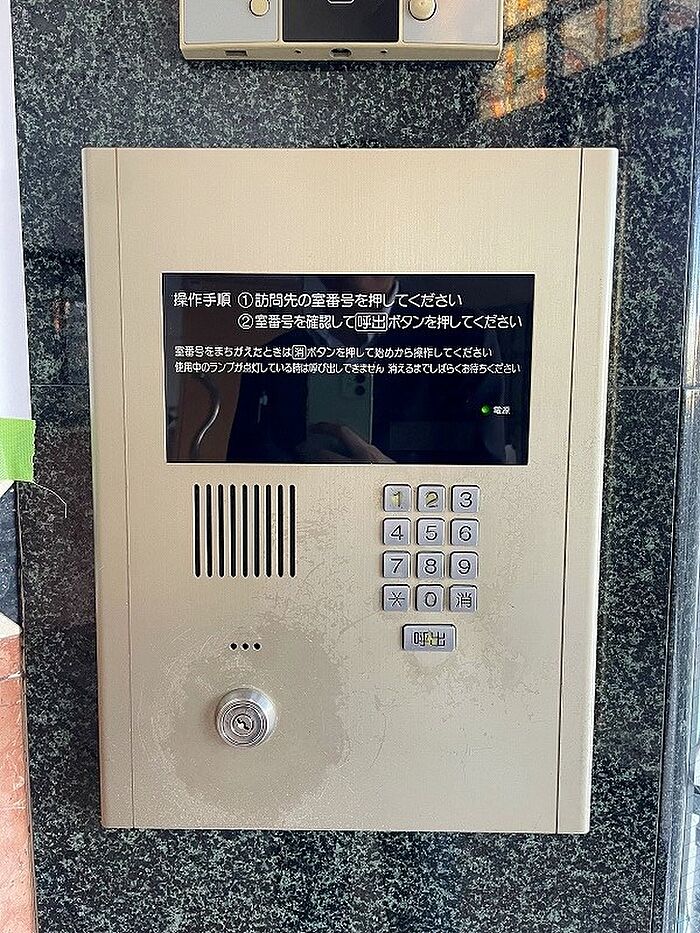 操作手順 ①訪問先の室番号を押してください
②室番号を確認して呼出ボタンを押してください
室番号をまちがえたときは消ボタンを押して始めから操作してください
使用中のランプが点灯している時は呼び出しできません 消えるまでしばらくお待ちください
電源
1 2 3
4 5 6
7 8 9
＊ 0 消
呼出